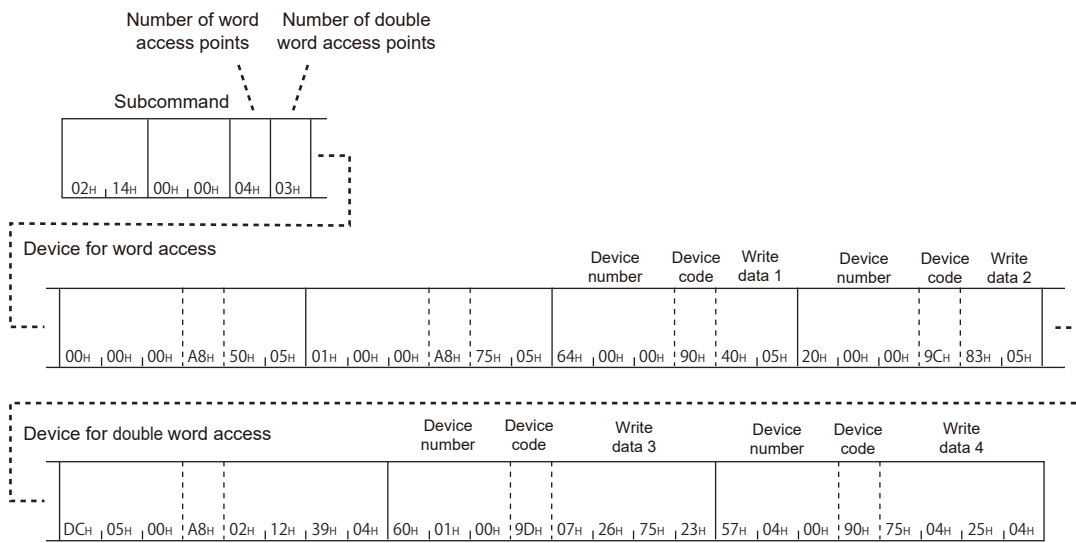 Number of word access points
Number of double word access points
Subcommand
02H 14H 00H 00H 04H 03H
Device for word access
Device number
Device code
Write data 1
Device number
Device code
Write data 2
00H 00H 00H A8H 50H 05H 01H 00H 00H A8H 75H 05H 64H 00H 00H 90H 40H 05H 20H 00H 00H 9CH 83H 05H
Device for double word access
Device number
Device code
Write data 3
Device number
Device code
Write data 4
DCH 05H 00H A8H 02H 12H 39H 04H 60H 01H 00H 9DH 07H 26H 75H 23H 57H 04H 00H 90H 75H 04H 25H 04H